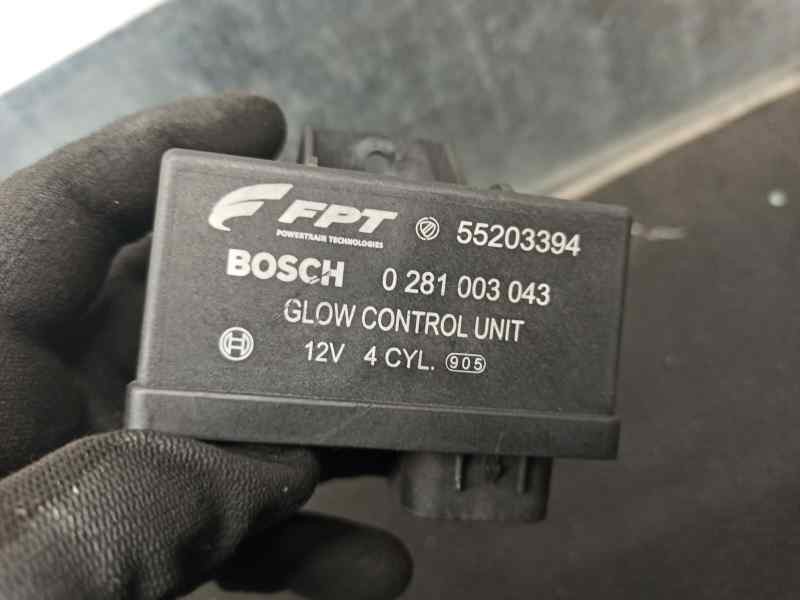 FPT 55203394
POWERTRAIN TECHNOLOGIES
BOSCH 0 281 003 043
GLOW CONTROL UNIT
12V 4 CYL. 905